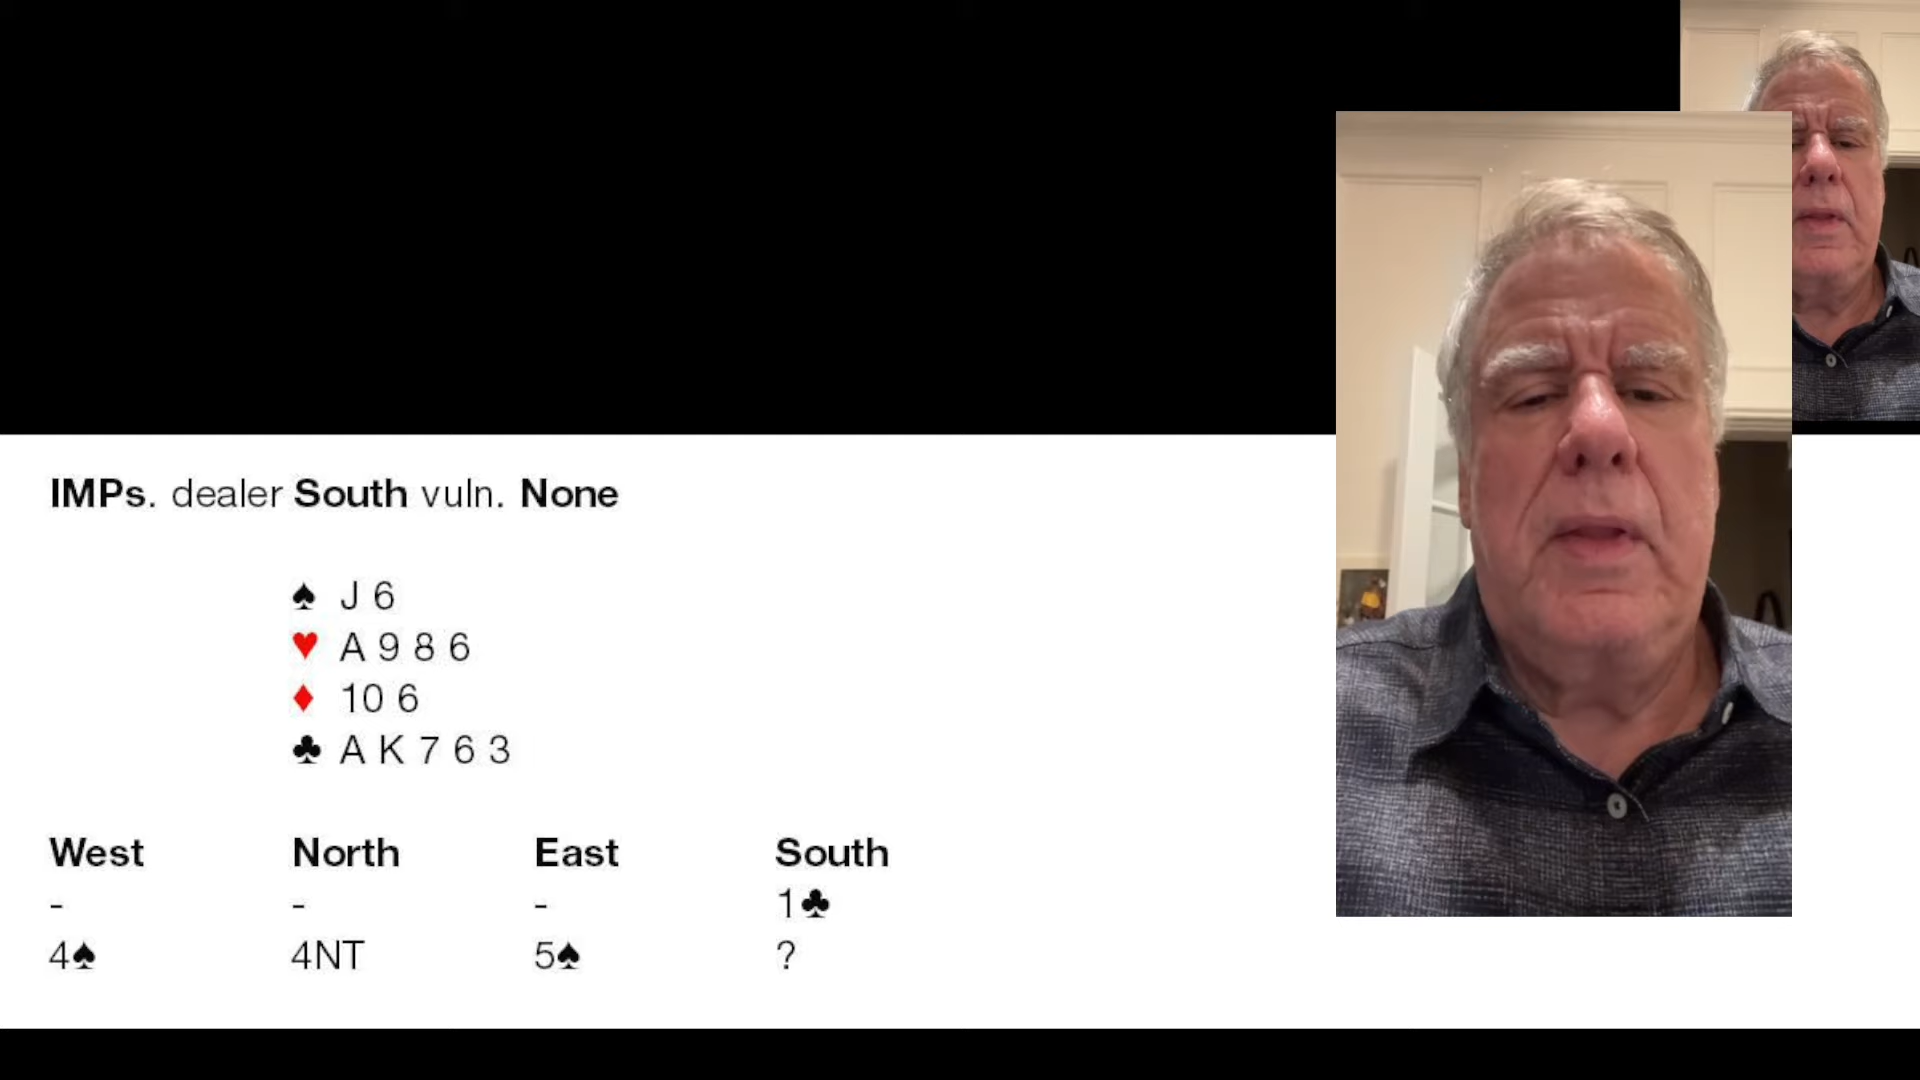 IMPs. dealer South vuln. None
♠ J 6
♥ A 9 8 6
♦ 10 6
♣ A K 7 6 3
West North East South
- - - 1♣
4♠ 4NT 5♠ ?